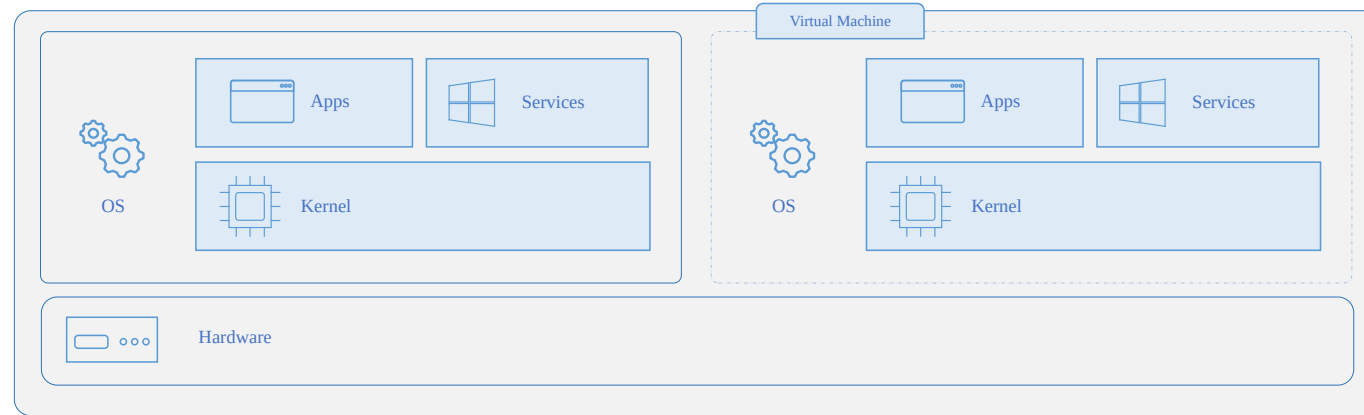 Virtual Machine
Apps
Services
OS
Kernel
Apps
Services
OS
Kernel
Hardware